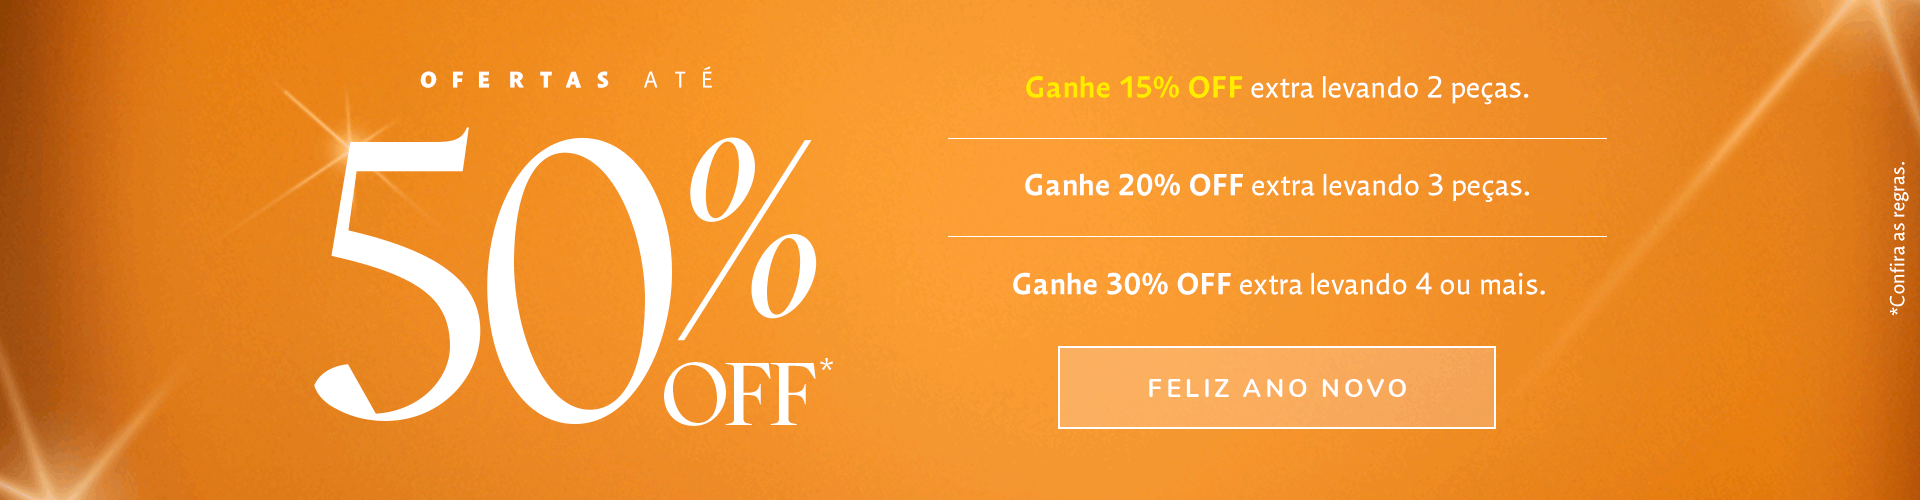 OFERTAS ATÉ
50%
OFF*
Ganhe 15% OFF extra levando 2 peças.
Ganhe 20% OFF extra levando 3 peças.
Ganhe 30% OFF extra levando 4 ou mais.
FELIZ ANO NOVO
*Confira as regras.